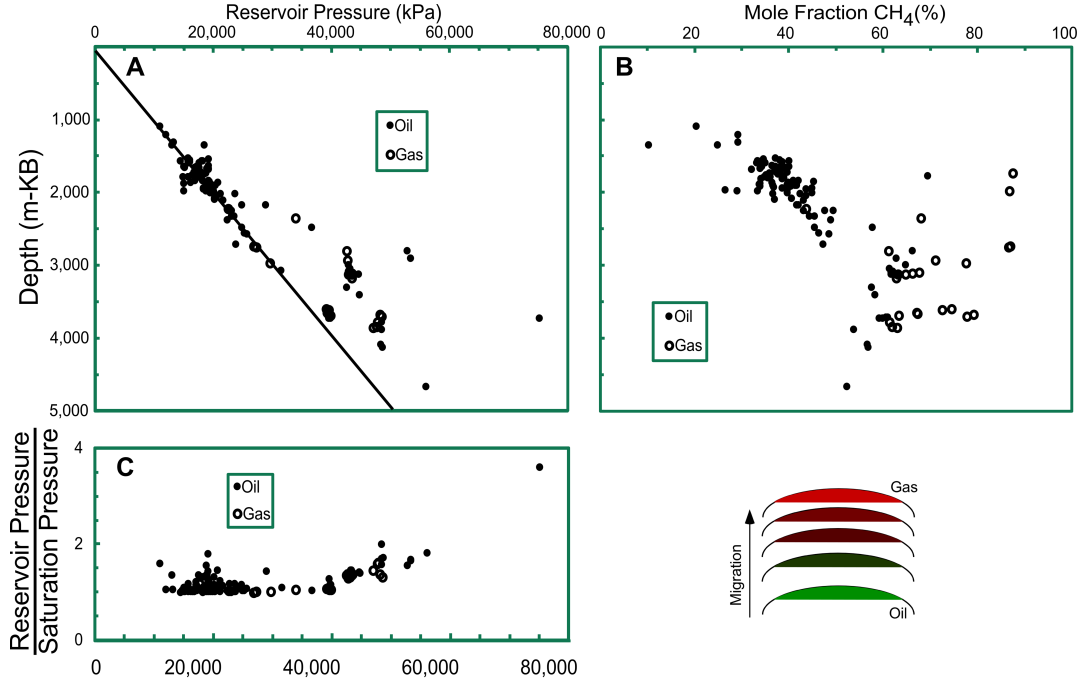 Reservoir Pressure (kPa)
0 20,000 40,000 60,000 80,000
A
Depth (m-KB)
1,000
2,000
3,000
4,000
5,000
Oil
Gas
Mole Fraction CH4(%)
0 20 40 60 80 100
B
Oil
Gas
Reservoir Pressure
Saturation Pressure
4
2
0
C
Oil
Gas
0 20,000 40,000 60,000 80,000
Gas
Migration
Oil